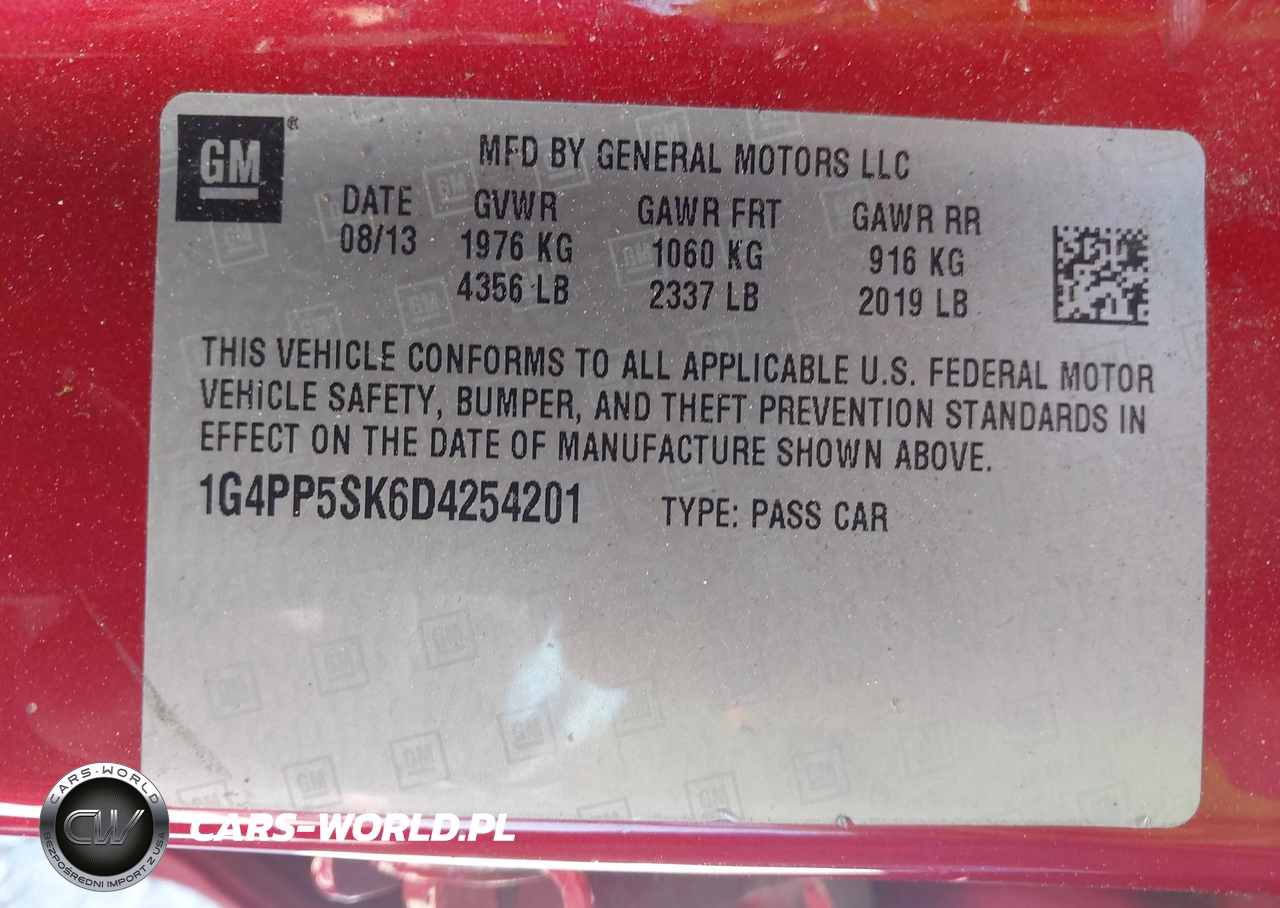 GM®
MFD BY GENERAL MOTORS LLC
DATE GVWR GAWR FRT GAWR RR
08/13 1976 KG 1060 KG 916 KG
4356 LB 2337 LB 2019 LB
THIS VEHICLE CONFORMS TO ALL APPLICABLE U.S. FEDERAL MOTOR
VEHICLE SAFETY, BUMPER, AND THEFT PREVENTION STANDARDS IN
EFFECT ON THE DATE OF MANUFACTURE SHOWN ABOVE.
1G4PP5SK6D4254201 TYPE: PASS CAR
CARS-WORLD
CW
BEZPOŚREDNI IMPORT Z USA
CARS-WORLD.PL